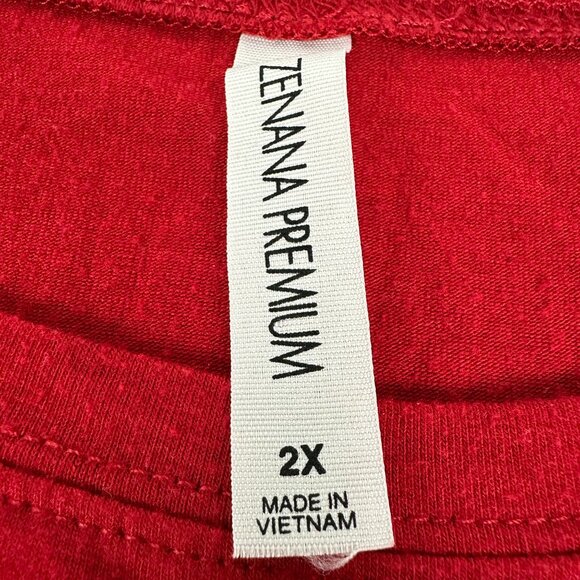 ZENANA PREMIUM
2X
MADE IN
VIETNAM